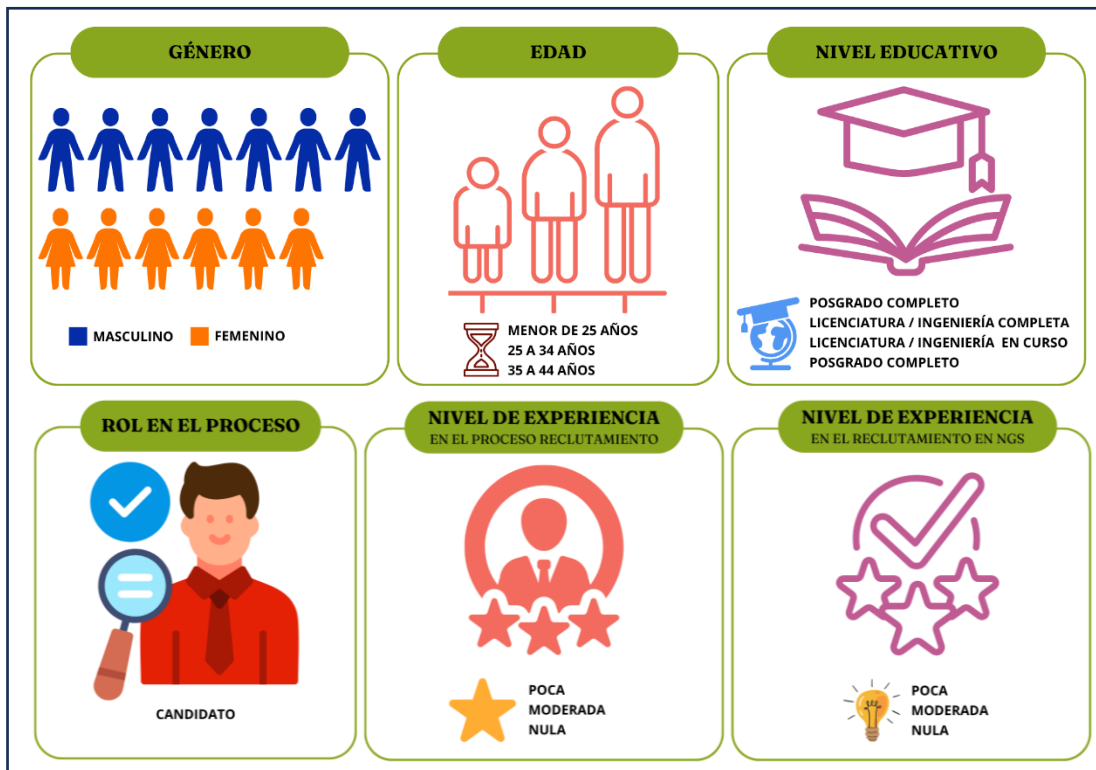 GÉNERO
MASCULINO
FEMENINO
EDAD
MENOR DE 25 AÑOS
25 A 34 AÑOS
35 A 44 AÑOS
NIVEL EDUCATIVO
POSGRADO COMPLETO
LICENCIATURA / INGENIERÍA COMPLETA
LICENCIATURA / INGENIERÍA EN CURSO
POSGRADO COMPLETO
ROL EN EL PROCESO
CANDIDATO
NIVEL DE EXPERIENCIA
EN EL PROCESO RECLUTAMIENTO
POCA
MODERADA
NULA
NIVEL DE EXPERIENCIA
EN EL RECLUTAMIENTO EN NGS
POCA
MODERADA
NULA